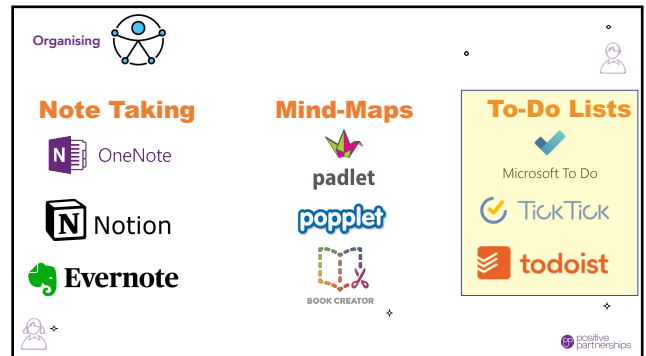 Organising
Note Taking
N OneNote
N Notion
Evernote
Mind-Maps
padlet
popplet
BOOK CREATOR
To-Do Lists
Microsoft To Do
TickTick
todoist
PP positive
partnerships